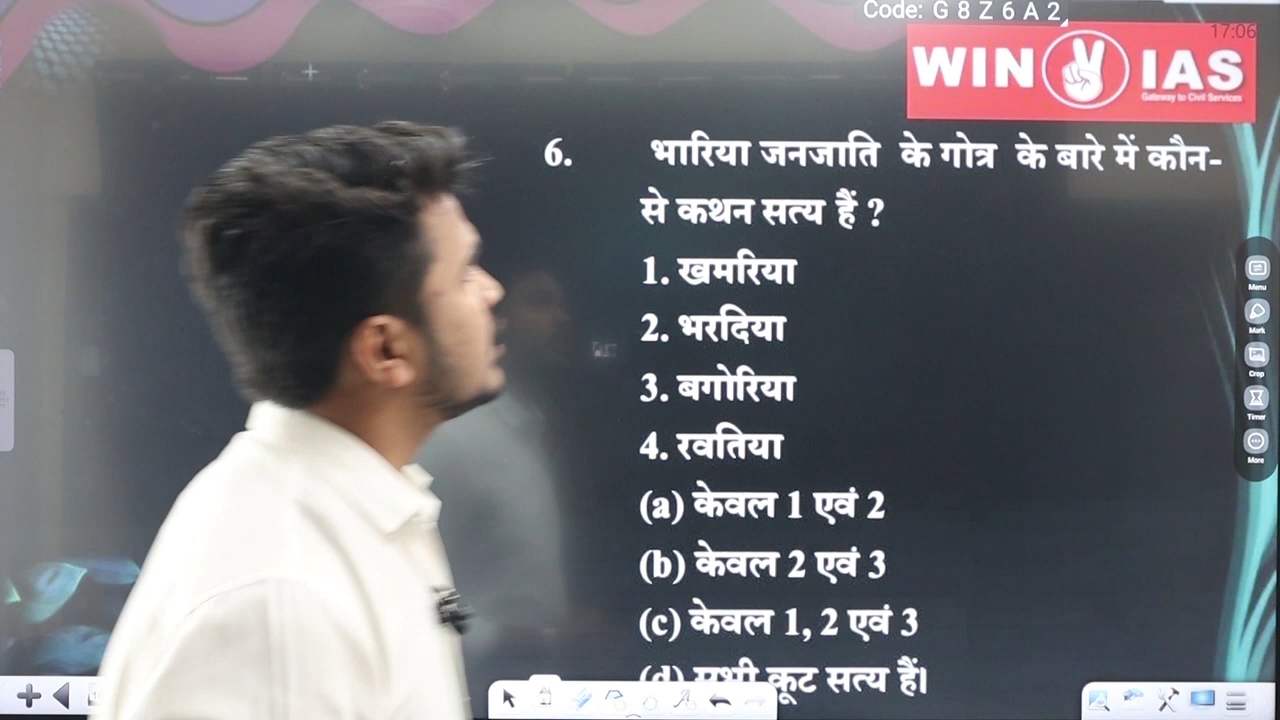 Code: G 8 Z 6 A 2
17:06
WIN IAS
Gateway to Civil Services
6. भारिया जनजाति के गोत्र के बारे में कौन-
से कथन सत्य हैं ?
1. खमरिया
2. भरदिया
3. बगोरिया
4. रवतिया
(a) केवल 1 एवं 2
(b) केवल 2 एवं 3
(c) केवल 1, 2 एवं 3
(d) सभी कूट सत्य हैं।
Menu
Mark
Crop
Timer
More